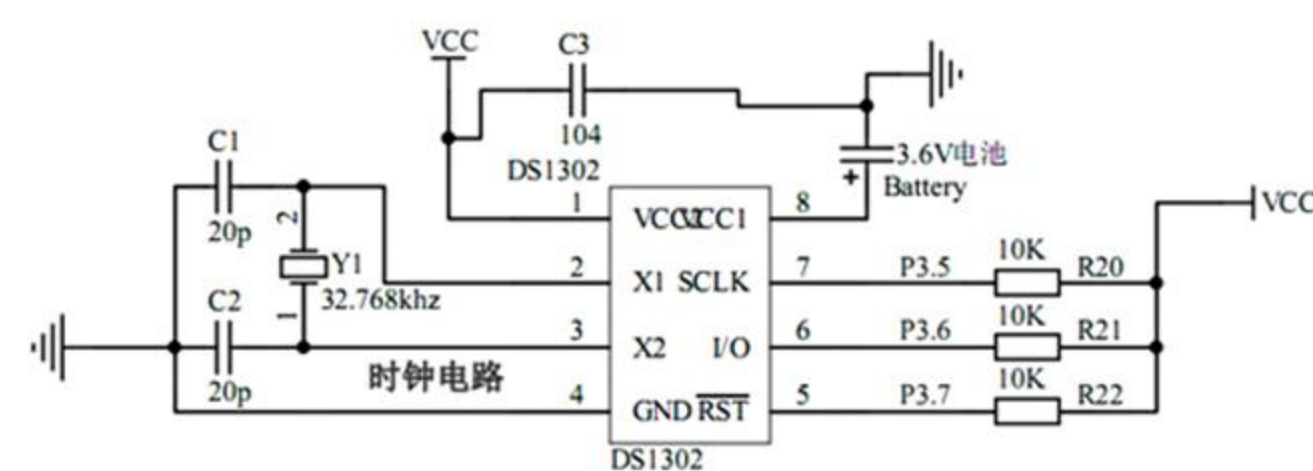 VCC
C3
104
C1
20p
2
Y1
32.768khz
1
C2
20p
时钟电路
DS1302
3.6V电池
+
Battery
1
VCC2
VCC1
8
2
X1
SCLK
7
P3.5
10K
R20
3
X2
I/O
6
P3.6
10K
R21
4
GND
RST
5
P3.7
10K
R22
VCC
DS1302